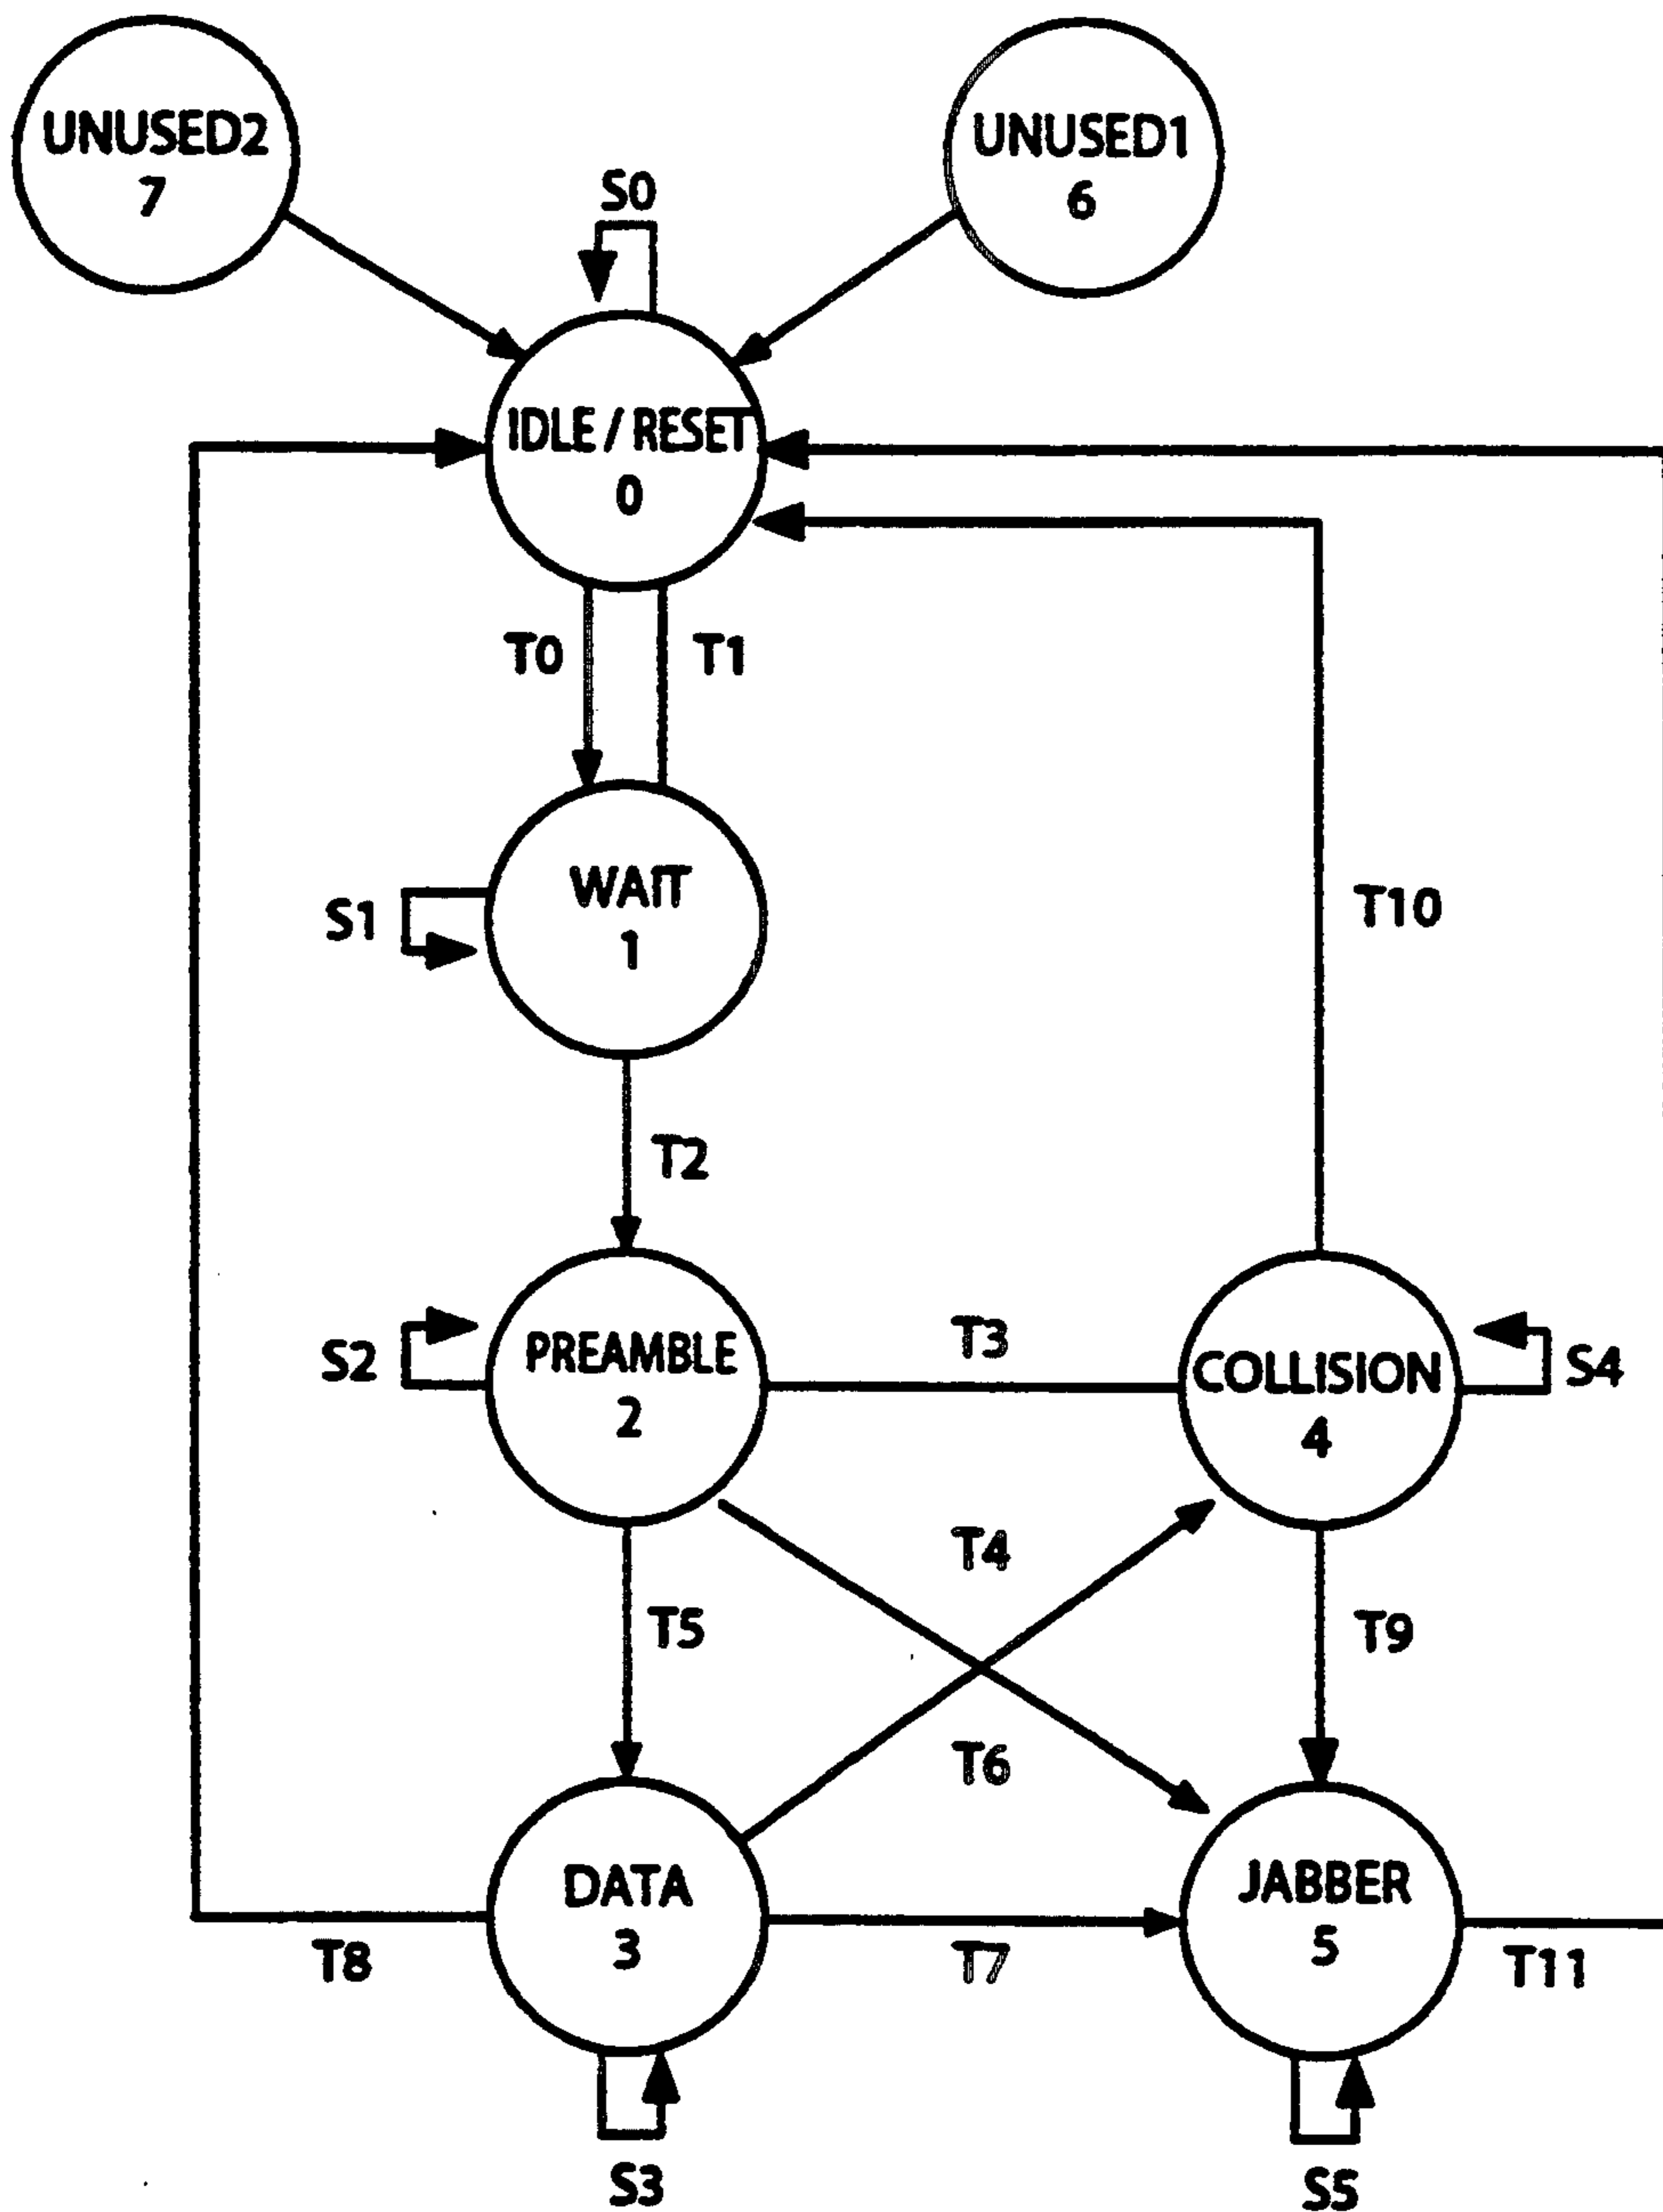 UNUSED2
7
UNUSED1
6
S0
IDLE / RESET
0
T0
T1
WAIT
1
S1
T10
T2
S2
PREAMBLE
2
T3
COLLISION
4
S4
T4
T5
T9
T6
DATA
3
JABBER
5
T8
T7
T11
S3
S5